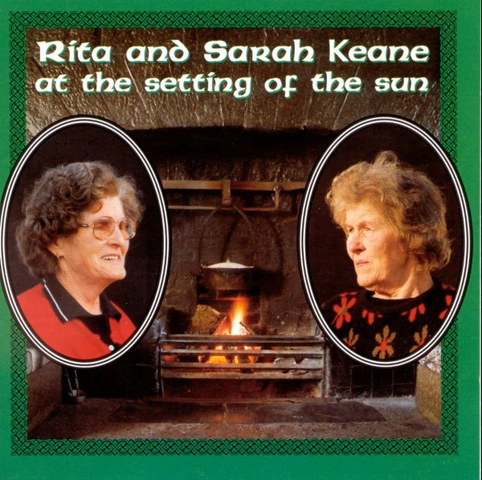 Rita and Sarah Keane
at the setting of the sun